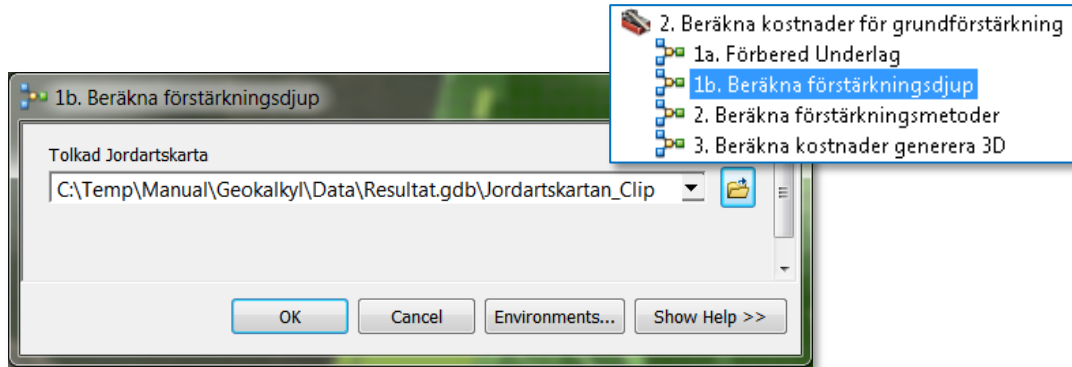 2. Beräkna kostnader för grundförstärkning
1a. Förbered Underlag
1b. Beräkna förstärkningsdjup
2. Beräkna förstärkningsmetoder
3. Beräkna kostnader generera 3D
1b. Beräkna förstärkningsdjup
Tolkad Jordartskarta
C:\Temp\Manual\Geokalkyl\Data\Resultat.gdb\Jordartskartan_Clip
OK
Cancel
Environments...
Show Help >>